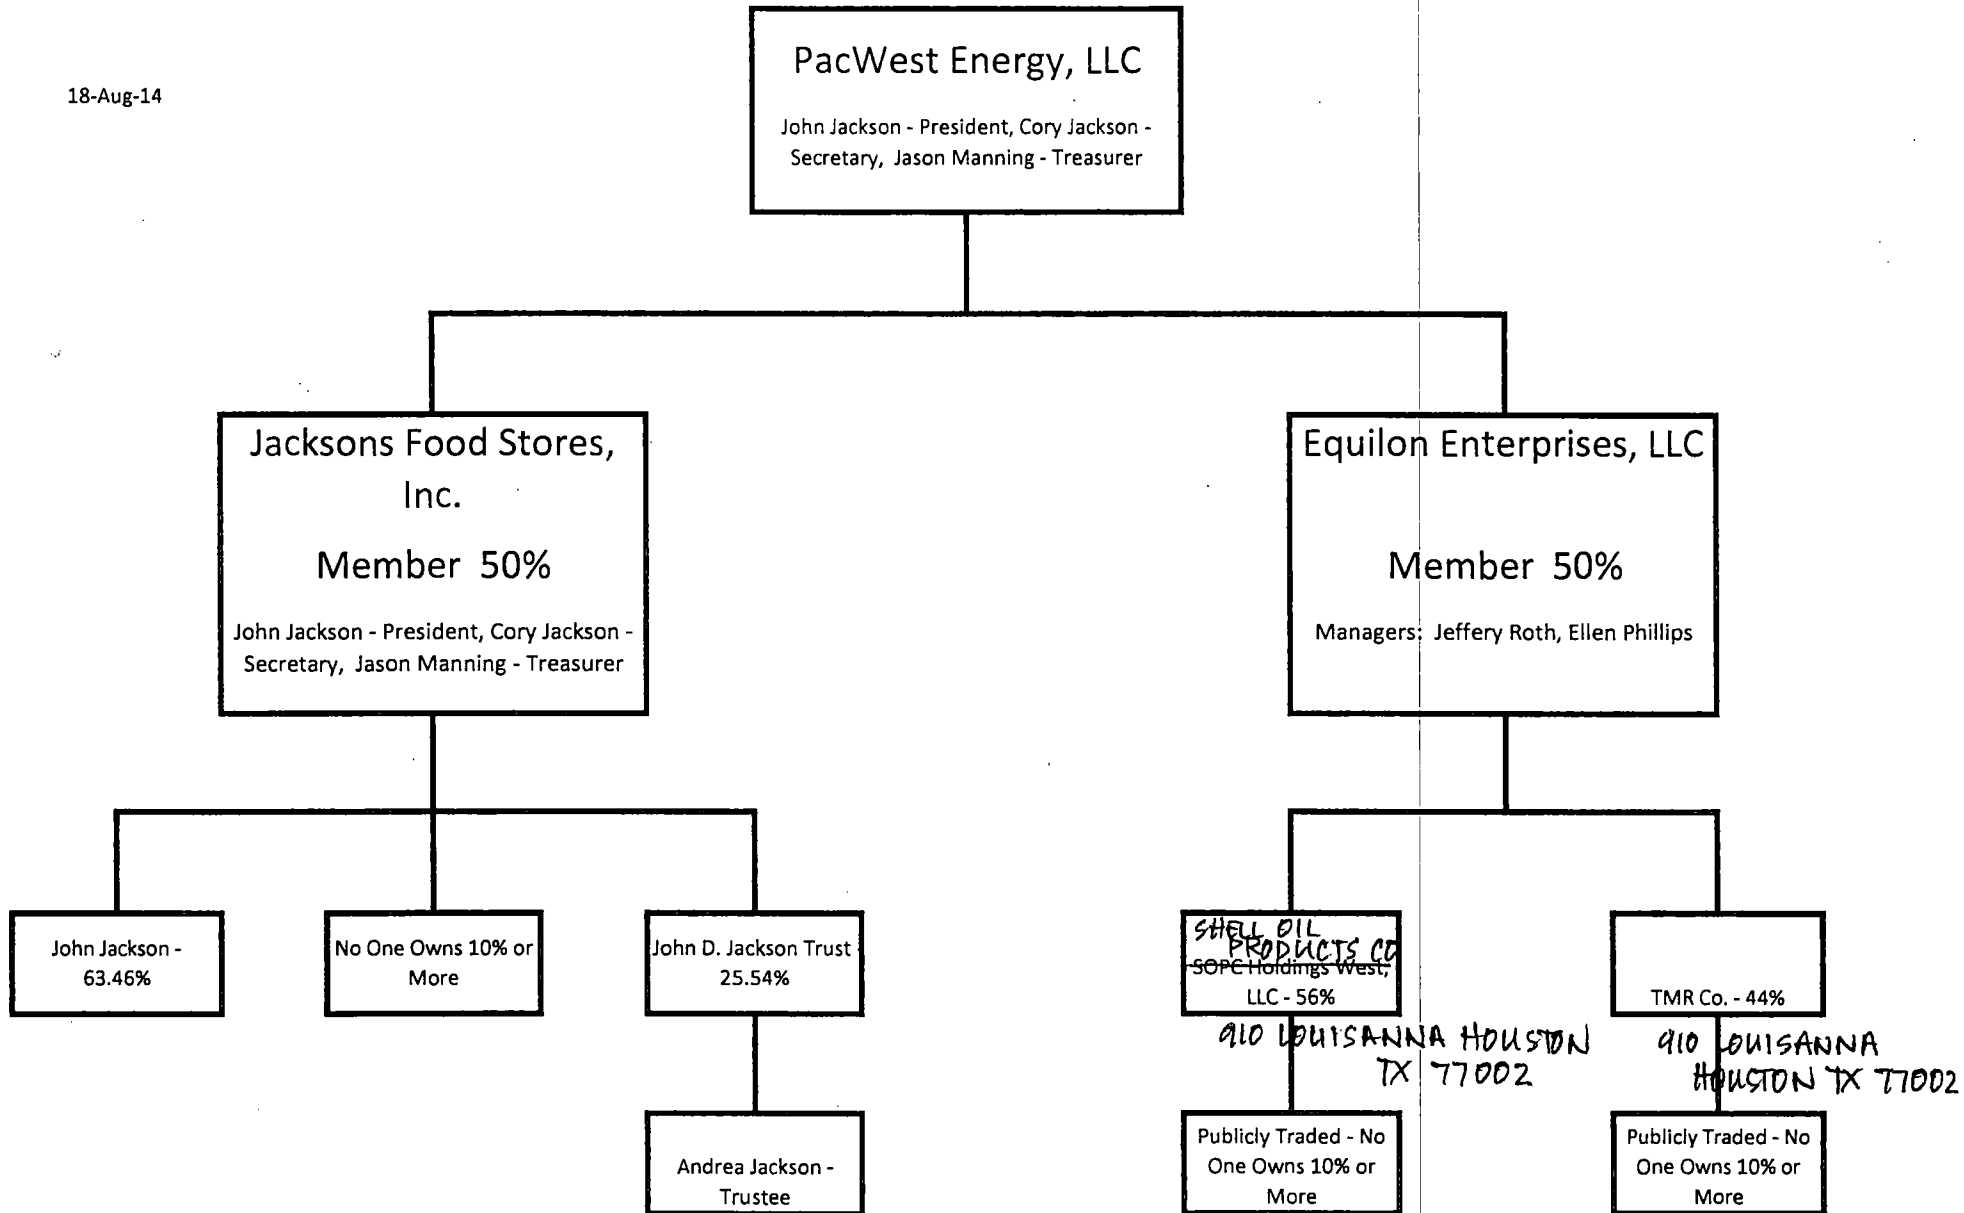 18-Aug-14
PacWest Energy, LLC
John Jackson - President, Cory Jackson -
Secretary, Jason Manning - Treasurer
Jacksons Food Stores,
Inc.
Member 50%
John Jackson - President, Cory Jackson -
Secretary, Jason Manning - Treasurer
Equilon Enterprises, LLC
Member 50%
Managers: Jeffery Roth, Ellen Phillips
John Jackson -
63.46%
No One Owns 10% or
More
John D. Jackson Trust
25.54%
Andrea Jackson -
Trustee
SHELL OIL
PRODUCTS CO
SOPC Holdings West,
LLC - 56%
910 LOUISANNA HOUSTON
TX 77002
Publicly Traded - No
One Owns 10% or
More
TMR Co. - 44%
910 LOUISANNA
HOUSTON TX 77002
Publicly Traded - No
One Owns 10% or
More